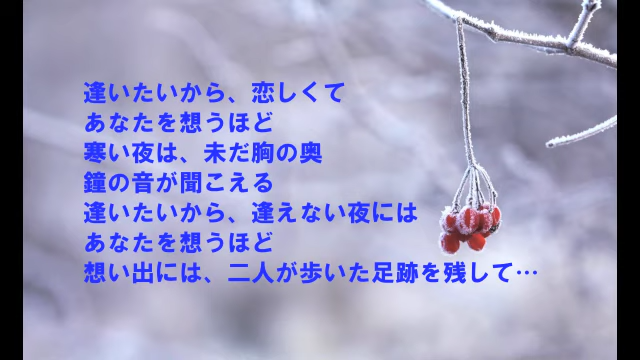 逢いたいから、恋しくて
あなたを想うほど
寒い夜は、未だ胸の奥
鐘の音が聞こえる
逢いたいから、逢えない夜には
あなたを想うほど
想い出には、二人が歩いた足跡を残して…